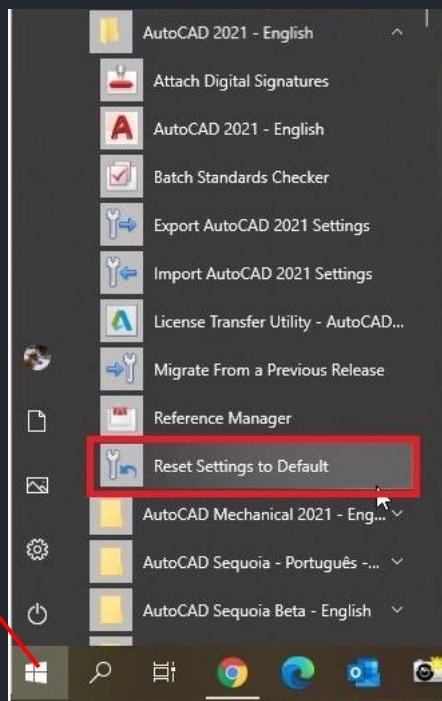 AutoCAD 2021 - English
Attach Digital Signatures
AutoCAD 2021 - English
Batch Standards Checker
Export AutoCAD 2021 Settings
Import AutoCAD 2021 Settings
License Transfer Utility - AutoCAD...
Migrate From a Previous Release
Reference Manager
Reset Settings to Default
AutoCAD Mechanical 2021 - Eng...
AutoCAD Sequoia - Português -...
AutoCAD Sequoia Beta - English